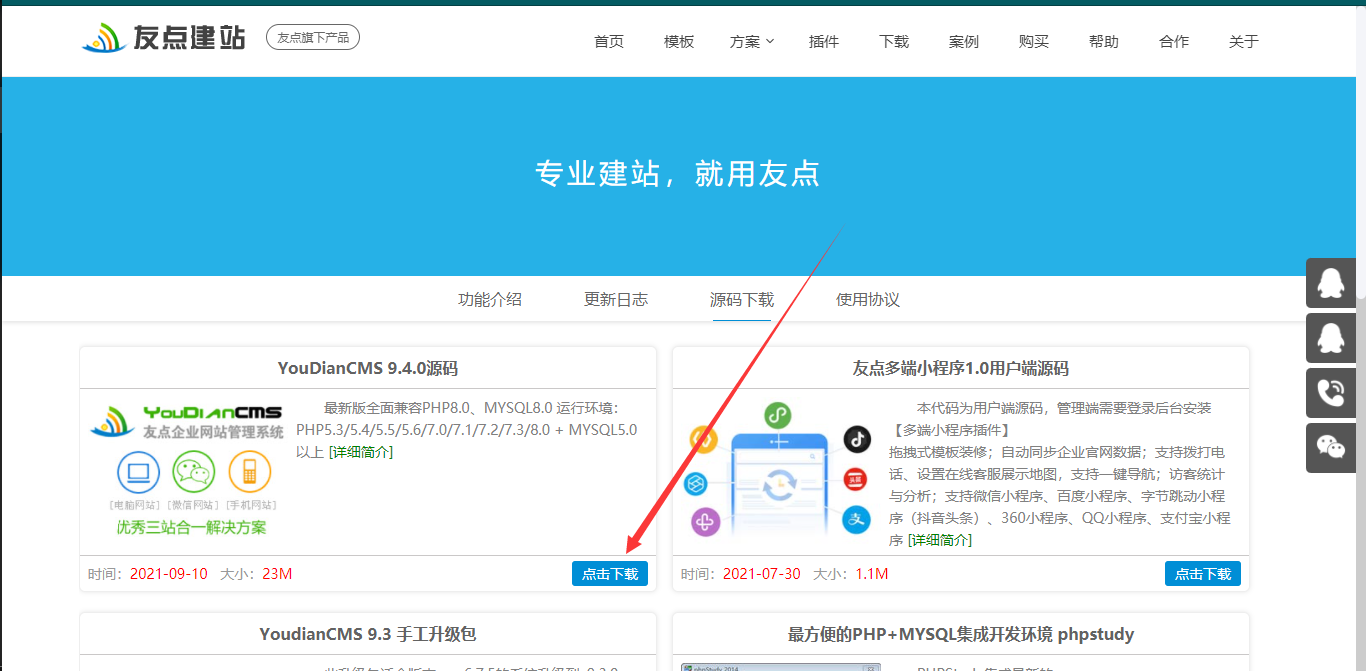 友点建站
友点旗下产品
首页 模板 方案 插件 下载 案例 购买 帮助 合作 关于
专业建站，就用友点
功能介绍 更新日志 源码下载 使用协议
YouDianCMS 9.4.0源码
YouDianCMS
友点企业网站管理系统
[电脑网站] [微信网站] [手机网站]
优秀三站合一解决方案
最新版全面兼容PHP8.0、MYSQL8.0 运行环境：
PHP5.3/5.4/5.5/5.6/7.0/7.1/7.2/7.3/8.0 + MYSQL5.0
以上 [详细简介]
时间：2021-09-10 大小：23M
点击下载
友点多端小程序1.0用户端源码
头条
支
本代码为用户端源码，管理端需要登录后台安装
【多端小程序插件】
拖拽式模板装修；自动同步企业官网数据；支持拨打电
话、设置在线客服展示地图，支持一键导航；访客统计
与分析；支持微信小程序、百度小程序、字节跳动小程
序（抖音头条）、360小程序、QQ小程序、支付宝小程
序 [详细简介]
时间：2021-07-30 大小：1.1M
点击下载
YoudianCMS 9.3 手工升级包
最方便的PHP+MYSQL集成开发环境 phpstudy
phpStudy 2014